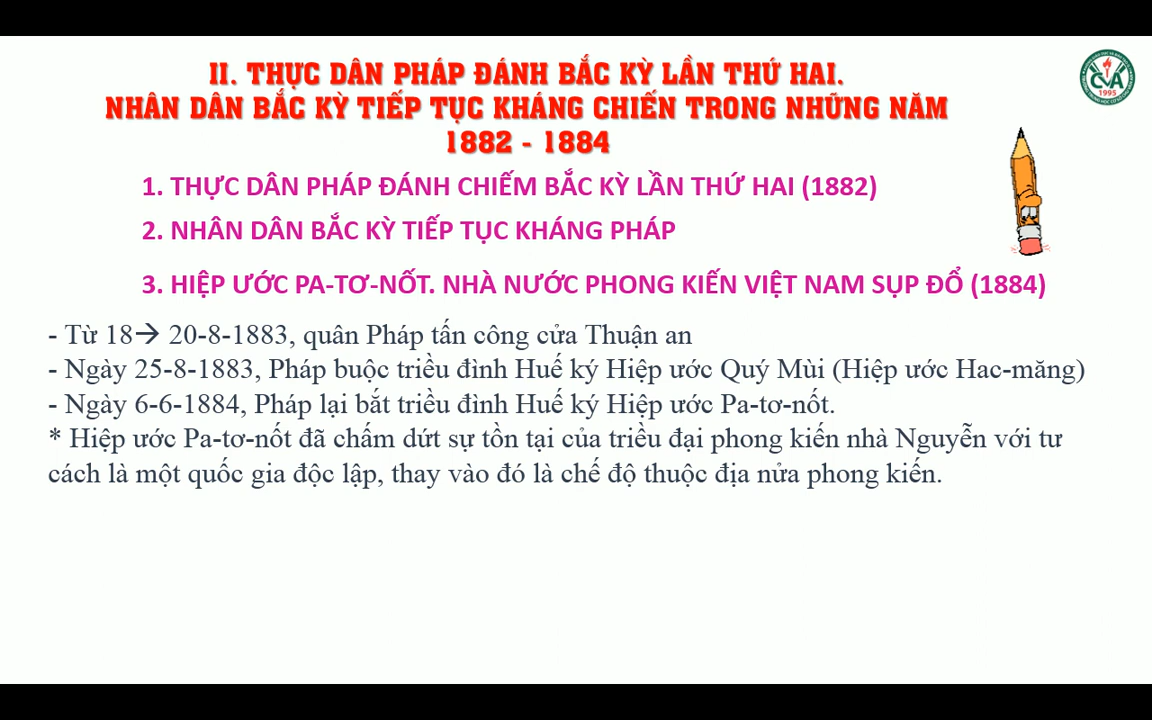 II. THỰC DÂN PHÁP ĐÁNH BẮC KỲ LẦN THỨ HAI.
NHÂN DÂN BẮC KỲ TIẾP TỤC KHÁNG CHIẾN TRONG NHỮNG NĂM
1882 - 1884
1. THỰC DÂN PHÁP ĐÁNH CHIẾM BẮC KỲ LẦN THỨ HAI (1882)
2. NHÂN DÂN BẮC KỲ TIẾP TỤC KHÁNG PHÁP
3. HIỆP ƯỚC PA-TƠ-NỐT. NHÀ NƯỚC PHONG KIẾN VIỆT NAM SỤP ĐỔ (1884)
- Từ 18→ 20-8-1883, quân Pháp tấn công cửa Thuận an
- Ngày 25-8-1883, Pháp buộc triều đình Huế ký Hiệp ước Quý Mùi (Hiệp ước Hac-măng)
- Ngày 6-6-1884, Pháp lại bắt triều đình Huế ký Hiệp ước Pa-tơ-nốt.
* Hiệp ước Pa-tơ-nốt đã chấm dứt sự tồn tại của triều đại phong kiến nhà Nguyễn với tư
cách là một quốc gia độc lập, thay vào đó là chế độ thuộc địa nửa phong kiến.
CVA
1995